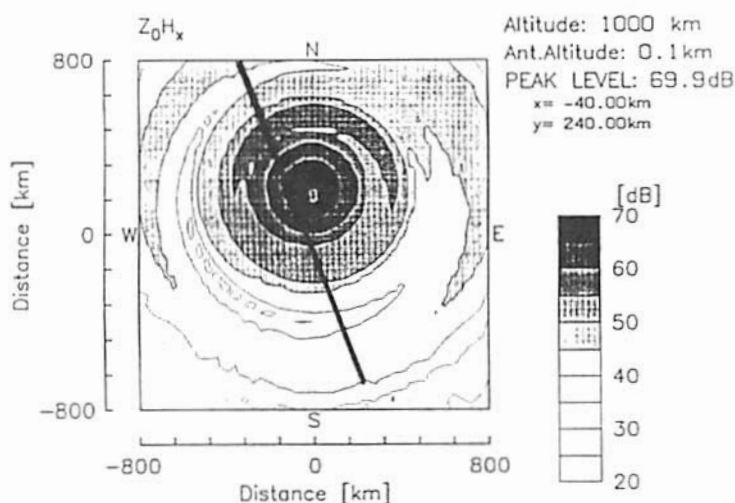 Z₀Hₓ
Altitude: 1000 km
Ant.Altitude: 0.1km
PEAK LEVEL: 69.9dB
x= -40.00km
y= 240.00km
N
800
0
-800
W
E
S
Distance [km]
-800
0
800
Distance [km]
[dB]
70
60
50
40
30
20